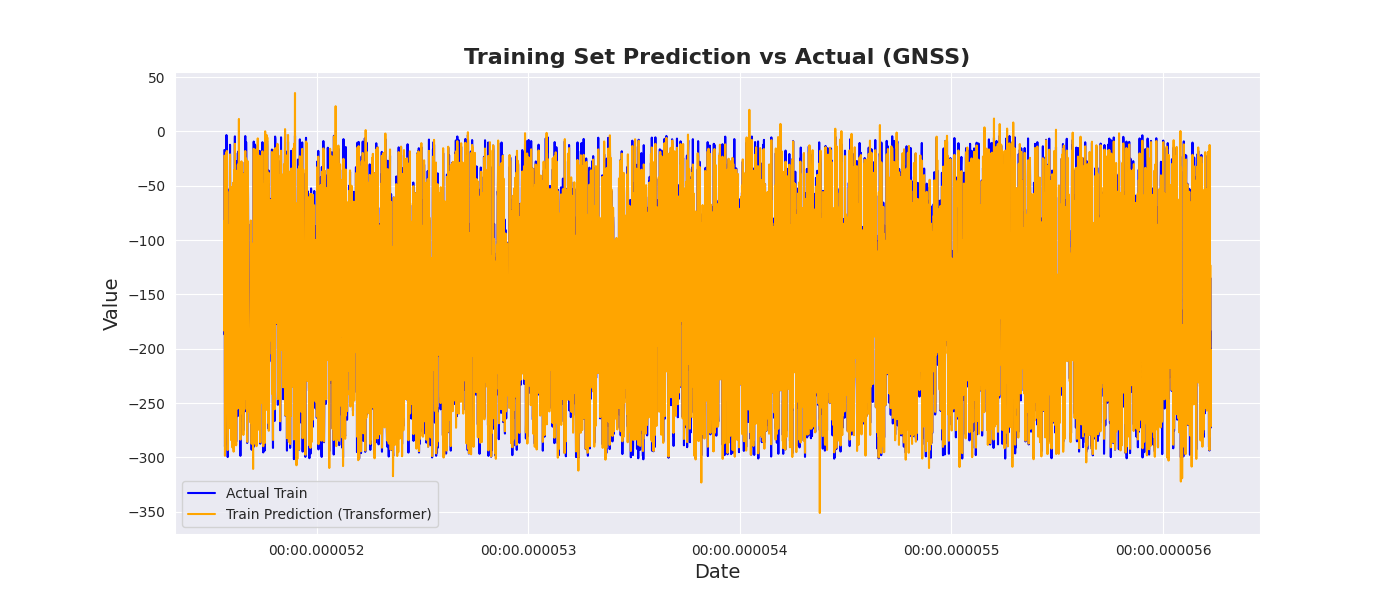 Training Set Prediction vs Actual (GNSS)
Value
50
0
−50
−100
−150
−200
−250
−300
−350
Actual Train
Train Prediction (Transformer)
00:00.000052
00:00.000053
00:00.000054
00:00.000055
00:00.000056
Date